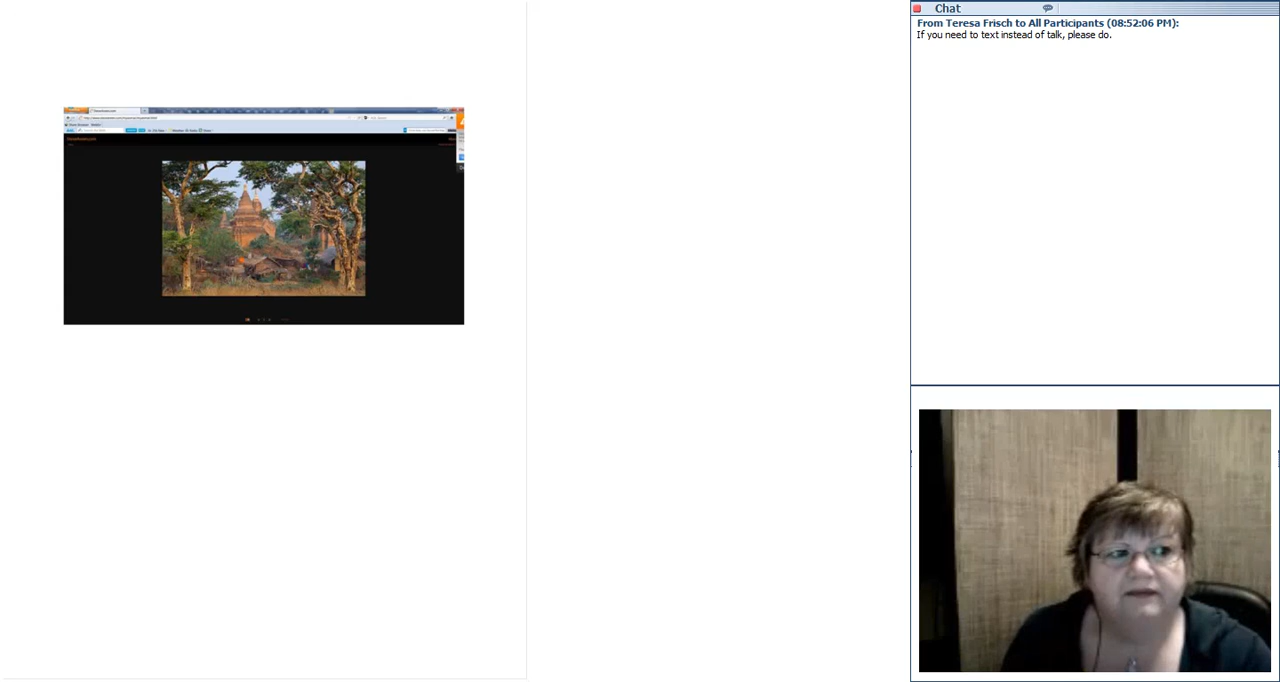 Chat
From Teresa Frisch to All Participants (08:52:06 PM):
If you need to text instead of talk, please do.